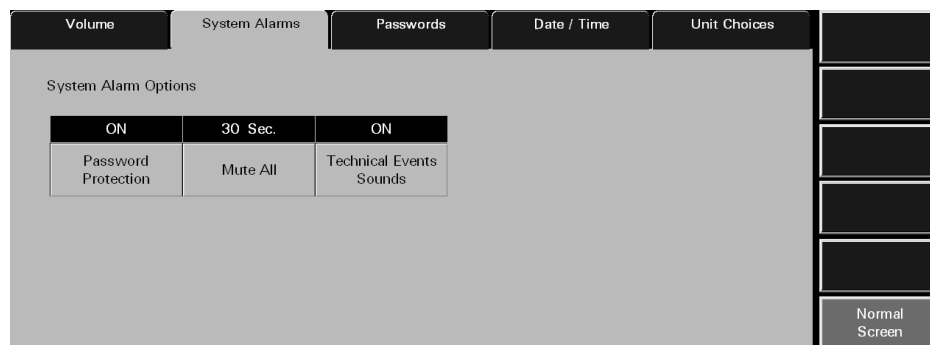 Volume
System Alarms
Passwords
Date / Time
Unit Choices
System Alarm Options
ON
30 Sec.
ON
Password
Protection
Mute All
Technical Events
Sounds
Normal
Screen